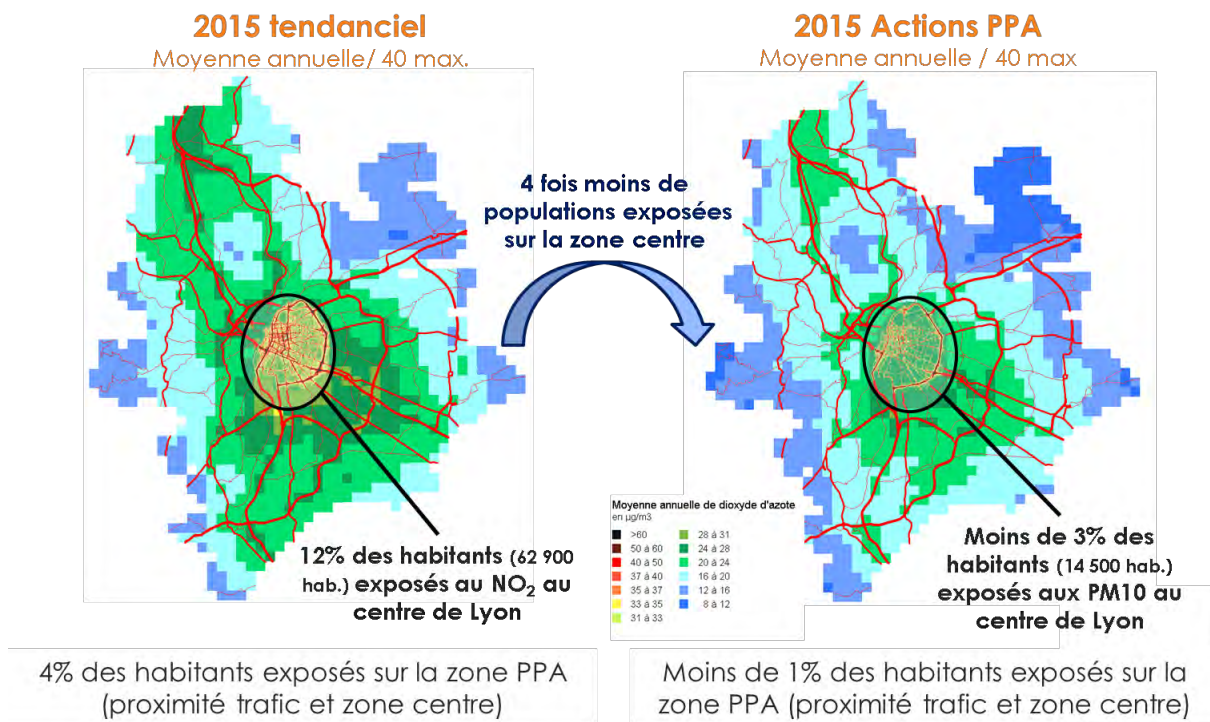 2015 tendanciel
Moyenne annuelle/ 40 max.
2015 Actions PPA
Moyenne annuelle / 40 max
4 fois moins de
populations exposées
sur la zone centre
12% des habitants (62 900
hab.) exposés au NO₂ au
centre de Lyon
Moyenne annuelle de dioxyde d'azote
en µg/m3
>60
50 à 60
40 à 50
37 à 40
35 à 37
33 à 35
31 à 33
28 à 31
24 à 28
20 à 24
16 à 20
12 à 16
8 à 12
Moins de 3% des
habitants (14 500 hab.)
exposés aux PM10 au
centre de Lyon
4% des habitants exposés sur la zone PPA
(proximité trafic et zone centre)
Moins de 1% des habitants exposés sur la
zone PPA (proximité trafic et zone centre)